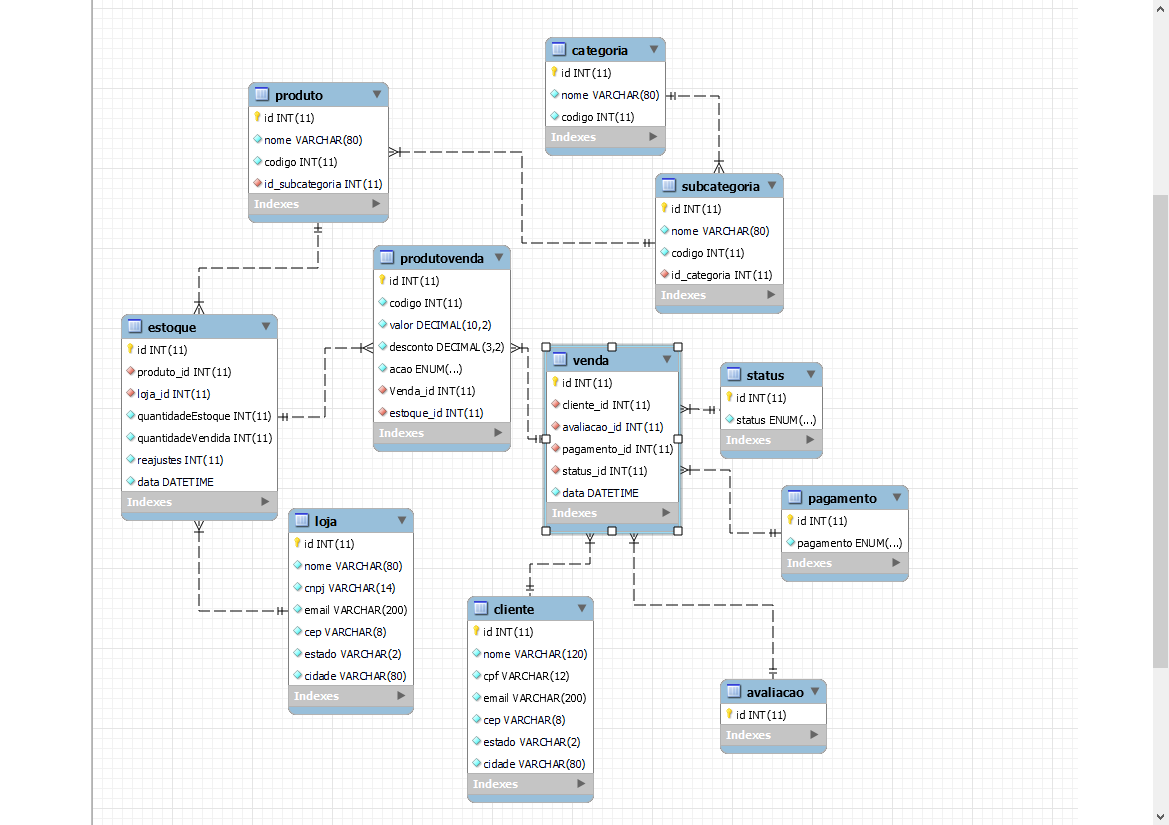 categoria
id INT(11)
nome VARCHAR(80)
codigo INT(11)
Indexes
produto
id INT(11)
nome VARCHAR(80)
codigo INT(11)
id_subcategoria INT(11)
Indexes
subcategoria
id INT(11)
nome VARCHAR(80)
codigo INT(11)
id_categoria INT(11)
Indexes
produtovenda
id INT(11)
codigo INT(11)
valor DECIMAL(10,2)
desconto DECIMAL(3,2)
acao ENUM(...)
Venda_id INT(11)
estoque_id INT(11)
Indexes
estoque
id INT(11)
produto_id INT(11)
loja_id INT(11)
quantidadeEstoque INT(11)
quantidadeVendida INT(11)
reajustes INT(11)
data DATETIME
Indexes
venda
id INT(11)
cliente_id INT(11)
avaliacao_id INT(11)
pagamento_id INT(11)
status_id INT(11)
data DATETIME
Indexes
status
id INT(11)
status ENUM(...)
Indexes
pagamento
id INT(11)
pagamento ENUM(...)
Indexes
loja
id INT(11)
nome VARCHAR(80)
cnpj VARCHAR(14)
email VARCHAR(200)
cep VARCHAR(8)
estado VARCHAR(2)
cidade VARCHAR(80)
Indexes
cliente
id INT(11)
nome VARCHAR(120)
cpf VARCHAR(12)
email VARCHAR(200)
cep VARCHAR(8)
estado VARCHAR(2)
cidade VARCHAR(80)
Indexes
avaliacao
id INT(11)
Indexes